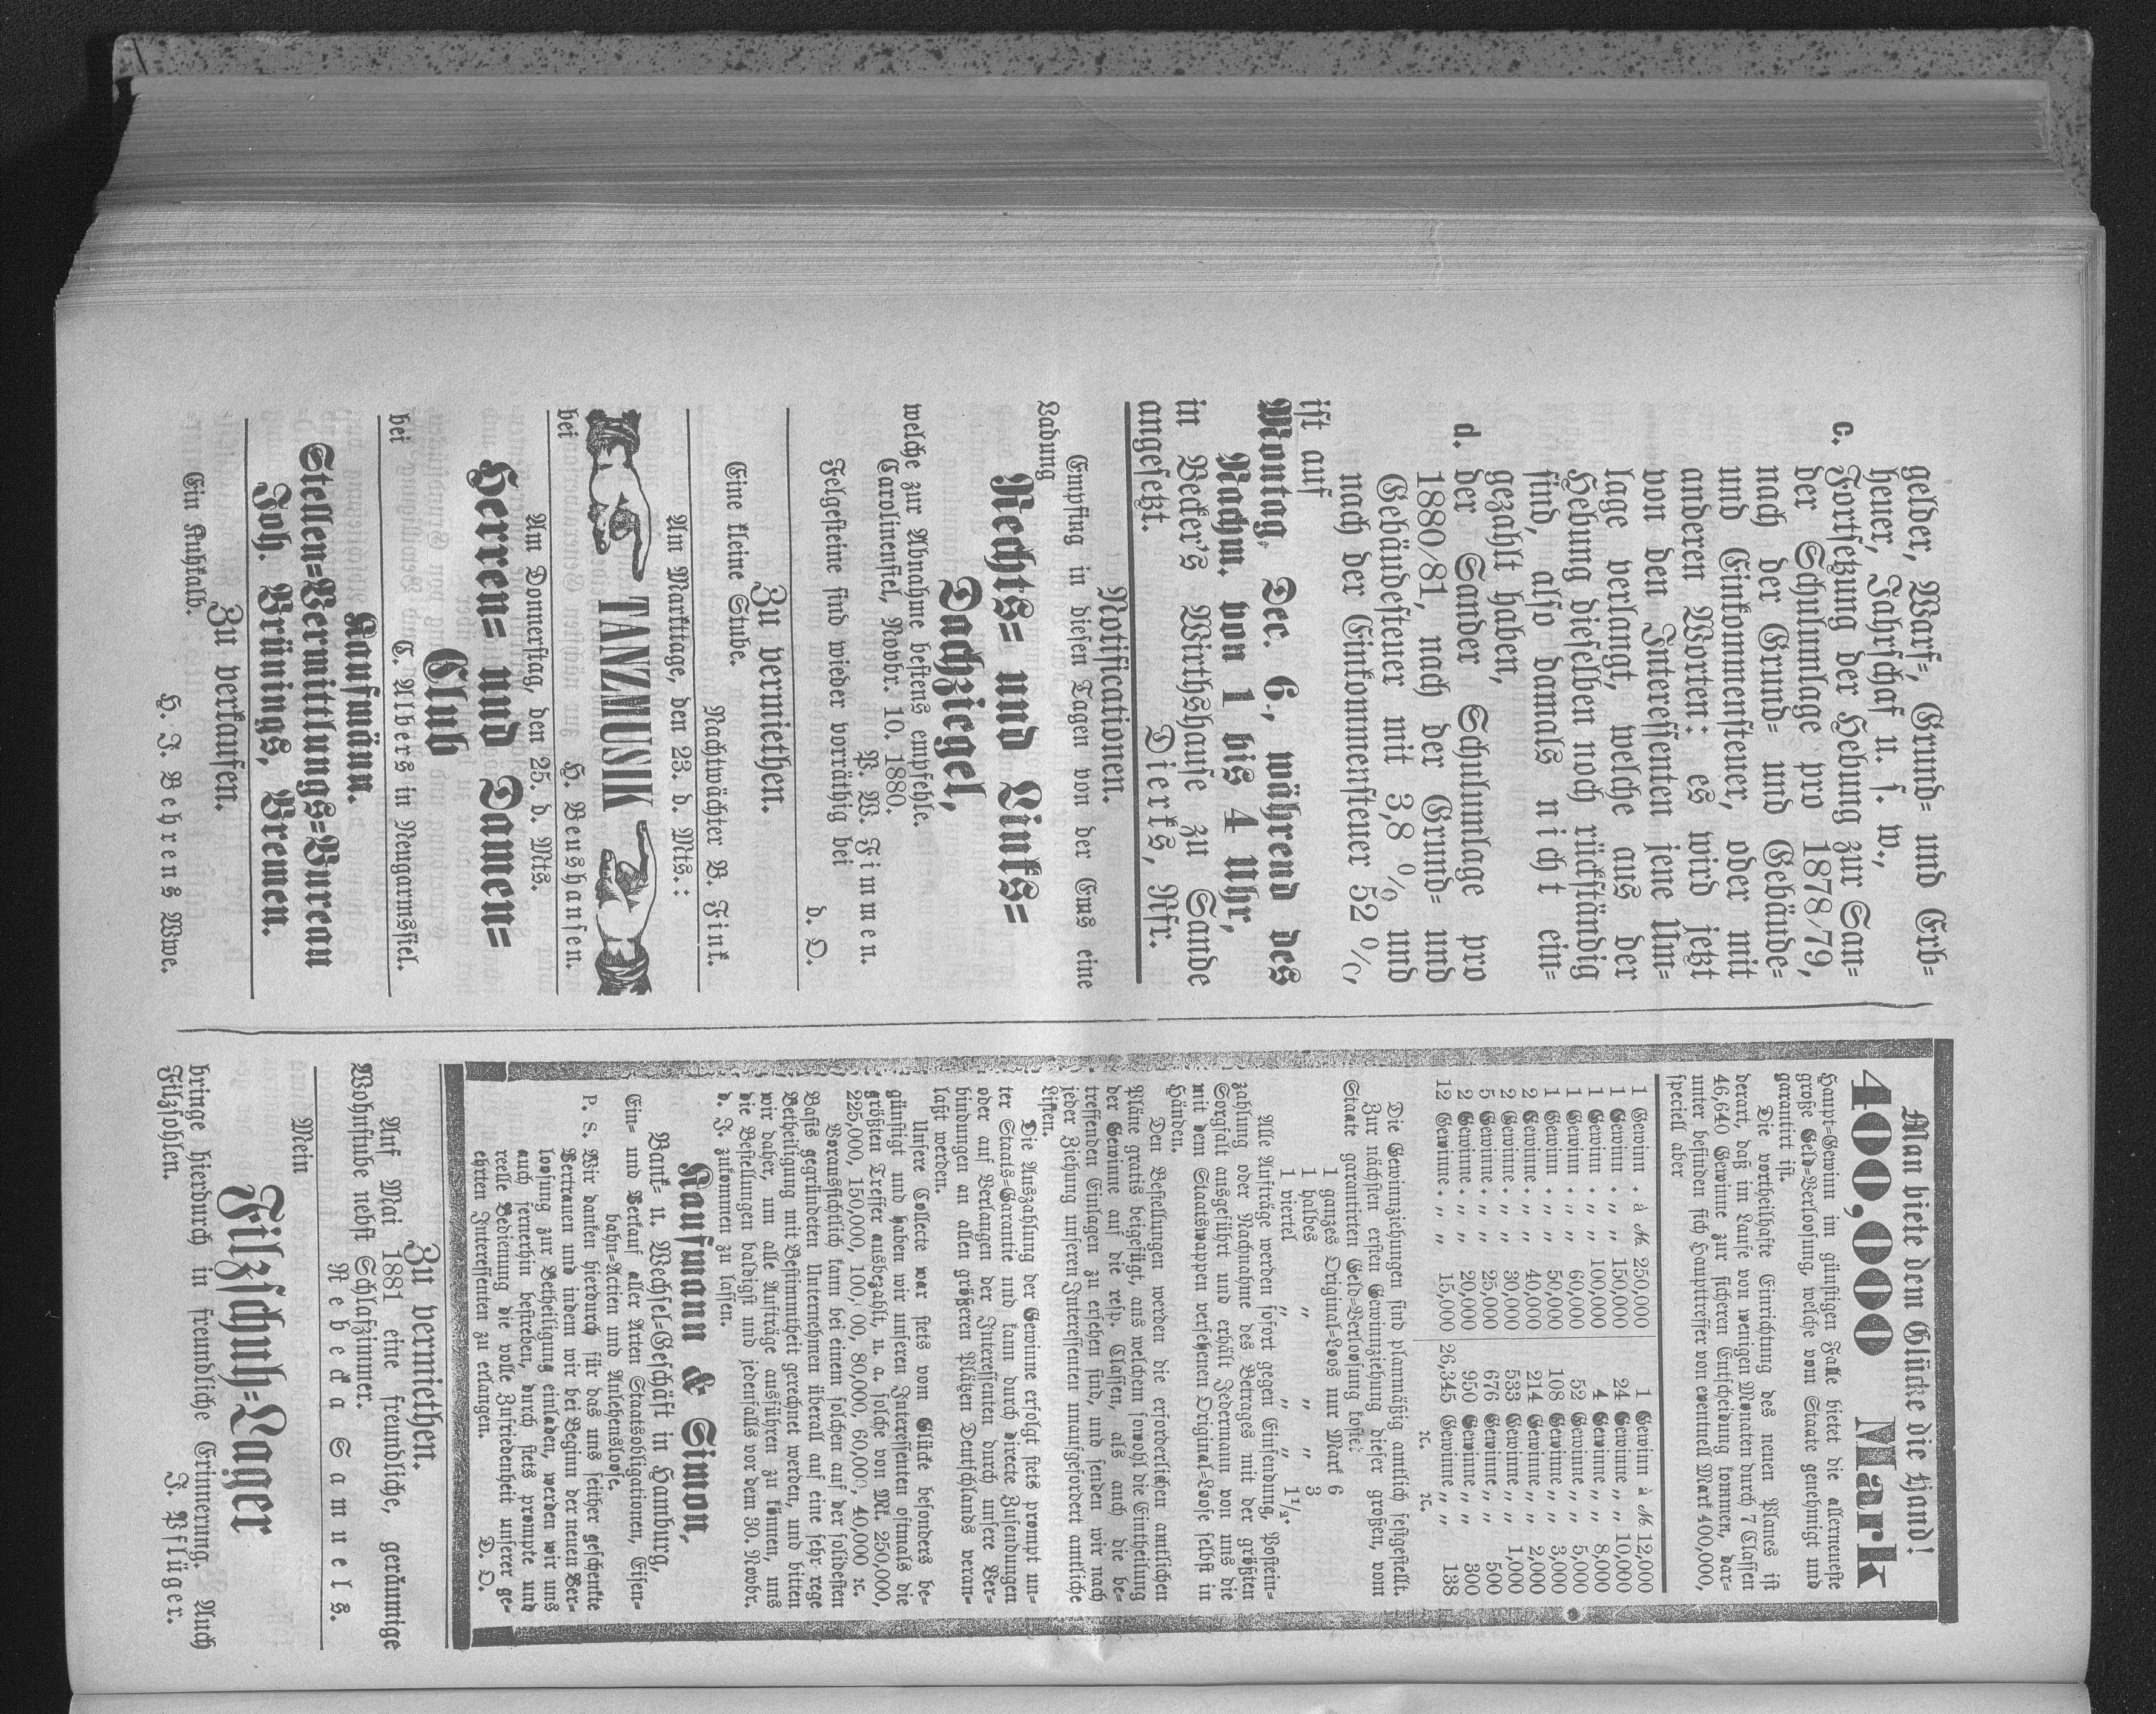 gelder, Warf=, Grund= und Erb=
heuer, Jahrschaf u. s. w.,
c. Fortsetzung der Hebung zur San=
der Schulumlage pro 1878/79,
nach der Grund= und Gebäude=
und Einkommensteuer, oder mit
anderen Worten: es wird jetzt
von den Interessenten jene Um=
lage verlangt, welche aus der
Hebung dieselben noch rückständig
sind, also damals nicht ein=
gezahlt haben,
d. der Sander Schulumlage pro
1880/81, nach der Grund= und
Gebäudesteuer mit 3,8 % und
nach der Einkommensteuer 52 %,
ist auf
Montag, Dec. 6, während des
Nachm. von 1 bis 4 Uhr,
in Becker's Wirthshause zu Sande
angesetzt. Dierks, Rfr.
Notificationen.
Empfing in diesen Tagen von der Ems eine
Ladung
Rechts= und Links=
Dachziegel,
welche zur Abnahme bestens empfehle.
Carolinensiel, Novbr. 10. 1880.
P. W. Fimmen.
Felgesteine sind wieder vorräthig bei
d. O.
Zu vermiethen.
Eine kleine Stube.
Nachtwächter B. Fink.
Am Markttage, den 23. d. Mts.:
TANZMUSIK
bei H. Beushausen.
Am Donnerstag, den 25. d. Mts.
Herren= und Damen=
Club
bei C. Albers in Neugarmssiel.
Kaufmänn.
Stellen=Vermittlungs=Bureau
Joh. Brünings, Bremen.
Zu verkaufen.
Ein Kuhkalb.
H. J. Behrens Wwe.
Man biete dem Glücke die Hand!
400,000 Mark
Haupt=Gewinn im günstigen Falle bietet die allerneueste
große Geld=Verloosung, welche vom Staate genehmigt und
garantirt ist.
Die vortheilhafte Einrichtung des neuen Planes ist
derart, daß im Laufe von wenigen Monaten durch 7 Classen
46,640 Gewinne zur sicheren Entscheidung kommen, dar=
unter befinden sich Haupttreffer von eventuell Mark 400,000,
speciell aber
1 Gewinn . à M. 250,000 1 Gewinn à M. 12,000
1 Gewinn . „ „ 150,000 24 Gewinne „ „ 10,000
1 Gewinn . „ „ 100,000 4 Gewinne „ „ 8,000
1 Gewinn . „ „ 60,000 52 Gewinne „ „ 5,000
1 Gewinn . „ „ 50,000 108 Gewinne „ „ 3,000
2 Gewinne . „ „ 40,000 214 Gewinne „ „ 2,000
2 Gewinne . „ „ 30,000 533 Gewinne „ „ 1,000
5 Gewinne . „ „ 25,000 676 Gewinne „ „ 500
2 Gewinne . „ „ 20,000 950 Gewinne „ „ 300
12 Gewinne . „ „ 15,000 26,345 Gewinne „ „ 138
ꝛc. ꝛc.
Die Gewinnziehungen sind planmäßig amtlich festgestellt.
Zur nächsten ersten Gewinnziehung dieser großen, vom
Staate garantirten Geld=Verloosung kostet
1 ganzes Original=Loos nur Mark 6
1 halbes „ „ „ 3
1 viertel „ „ „ 1½.
Alle Aufträge werden sofort gegen Einsendung, Postein=
zahlung oder Nachnahme des Betrages mit der größten
Sorgfalt ausgeführt und erhält Jedermann von uns die
mit dem Staatswappen versehenen Original=Loose selbst in
Händen.
Den Bestellungen werden die erforderlichen amtlichen
Pläne gratis beigefügt, aus welchen sowohl die Eintheilung
der Gewinne auf die resp. Classen, als auch die be=
treffenden Einlagen zu ersehen sind, und senden wir nach
jeder Ziehung unseren Interessenten unaufgefordert amtliche
Listen.
Die Auszahlung der Gewinne erfolgt stets prompt un=
ter Staats=Garantie und kann durch directe Zusendungen
oder auf Verlangen der Interessenten durch unsere Ver=
bindungen an allen größeren Plätzen Deutschlands veran=
laßt werden.
Unsere Collecte war stets vom Glücke besonders be=
günstigt und haben wir unseren Interessenten oftmals die
größten Treffer ausbezahlt, u. a. solche von Mk. 250,000,
225,000, 150,000, 100,000, 80,000, 60,000, 40,000 ꝛc.
Voraussichtlich kann bei einem solchen auf der solidesten
Basis gegründeten Unternehmen überall auf eine sehr rege
Betheiligung mit Bestimmtheit gerechnet werden, und bitten
wir daher, um alle Aufträge ausführen zu können, uns
die Bestellungen baldigst und jedenfalls vor dem 30. Novbr.
d. J. zukommen zu lassen.
Kaufmann & Simon,
Bank= u. Wechsel=Geschäft in Hamburg,
Ein= und Verkauf aller Arten Staatsobligationen, Eisen=
bahn=Actien und Anlehensloose.
P. S. Wir danken hierdurch für das uns seither geschenkte
Vertrauen und indem wir bei Beginn der neuen Ver=
loosung zur Betheiligung einladen, werden wir uns
auch fernerhin bestreben, durch stets prompte und
reelle Bedienung die volle Zufriedenheit unserer ge=
ehrten Interessenten zu erlangen. D. O.
Zu vermiethen.
Auf Mai 1881 eine freundliche, geräumige
Wohnstube nebst Schlafzimmer.
Rebecka Samuels.
Mein
Filzschuh=Lager
bringe hierdurch in freundliche Erinnerung. Auch
Filzsohlen. J. Pflüger.